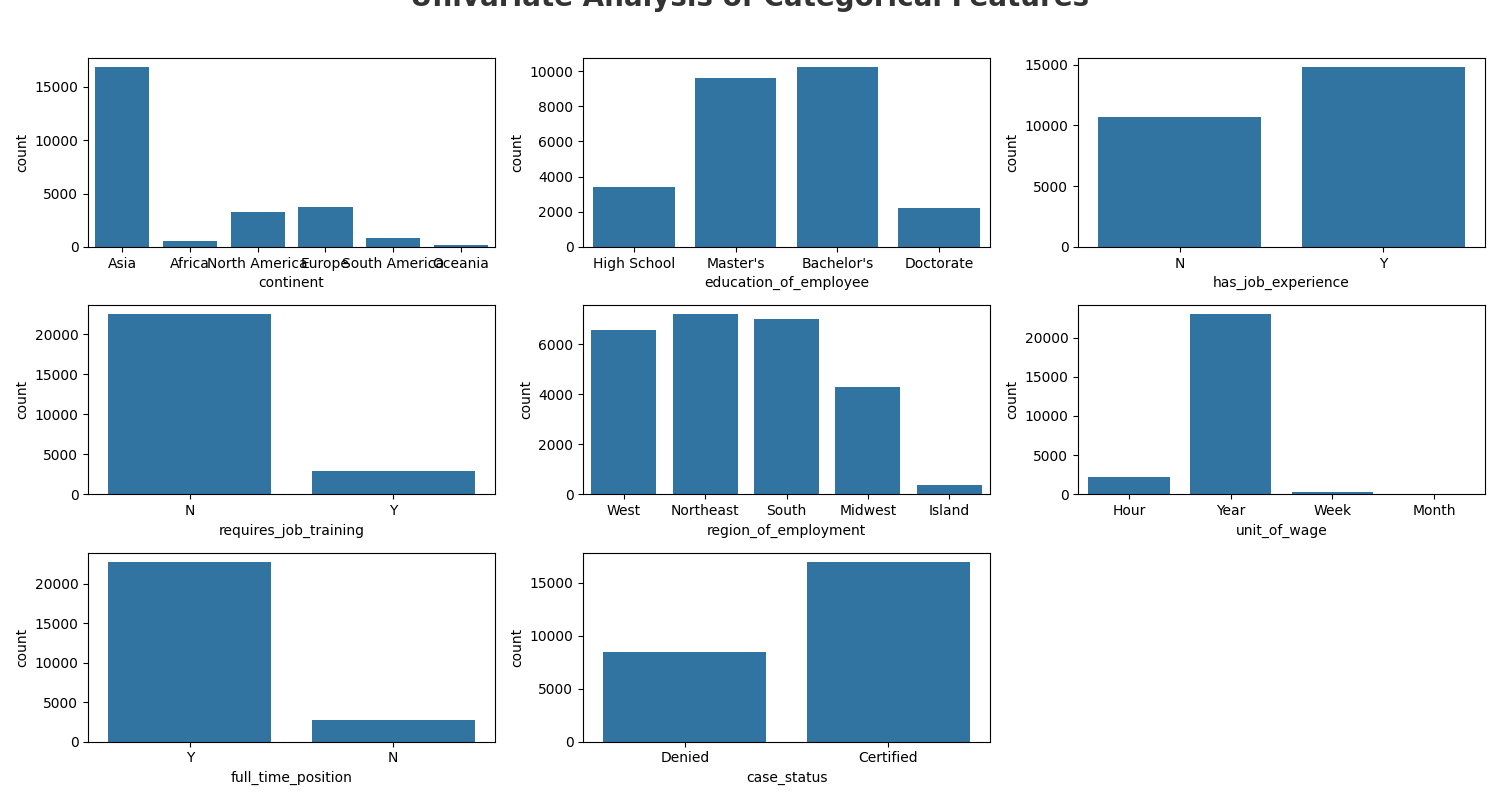 Univariate Analysis of Categorical Features
15000
10000
5000
0
count
Asia Africa North America Europe South America Oceania
continent
10000
8000
6000
4000
2000
0
count
High School Master's Bachelor's Doctorate
education_of_employee
15000
10000
5000
0
count
N Y
has_job_experience
20000
15000
10000
5000
0
count
N Y
requires_job_training
6000
4000
2000
0
count
West Northeast South Midwest Island
region_of_employment
20000
15000
10000
5000
0
count
Hour Year Week Month
unit_of_wage
20000
15000
10000
5000
0
count
Y N
full_time_position
15000
10000
5000
0
count
Denied Certified
case_status